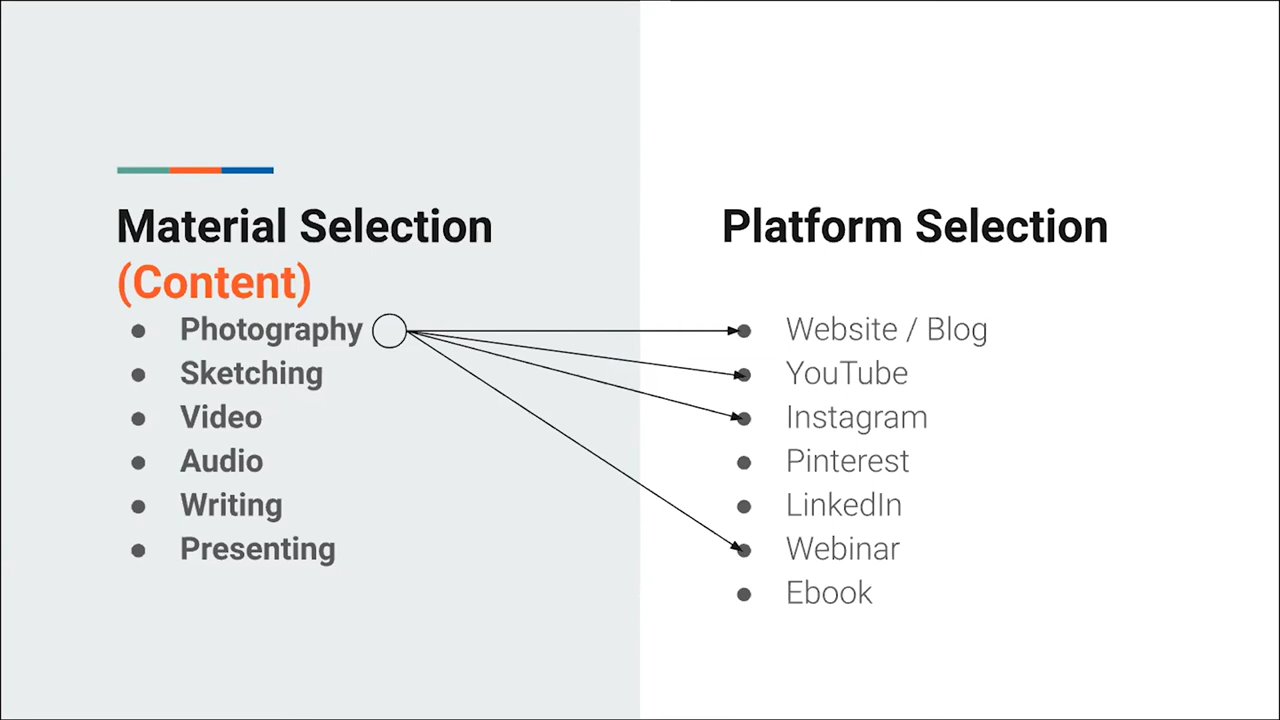 Material Selection
(Content)
Photography
Sketching
Video
Audio
Writing
Presenting
Platform Selection
Website / Blog
YouTube
Instagram
Pinterest
LinkedIn
Webinar
Ebook